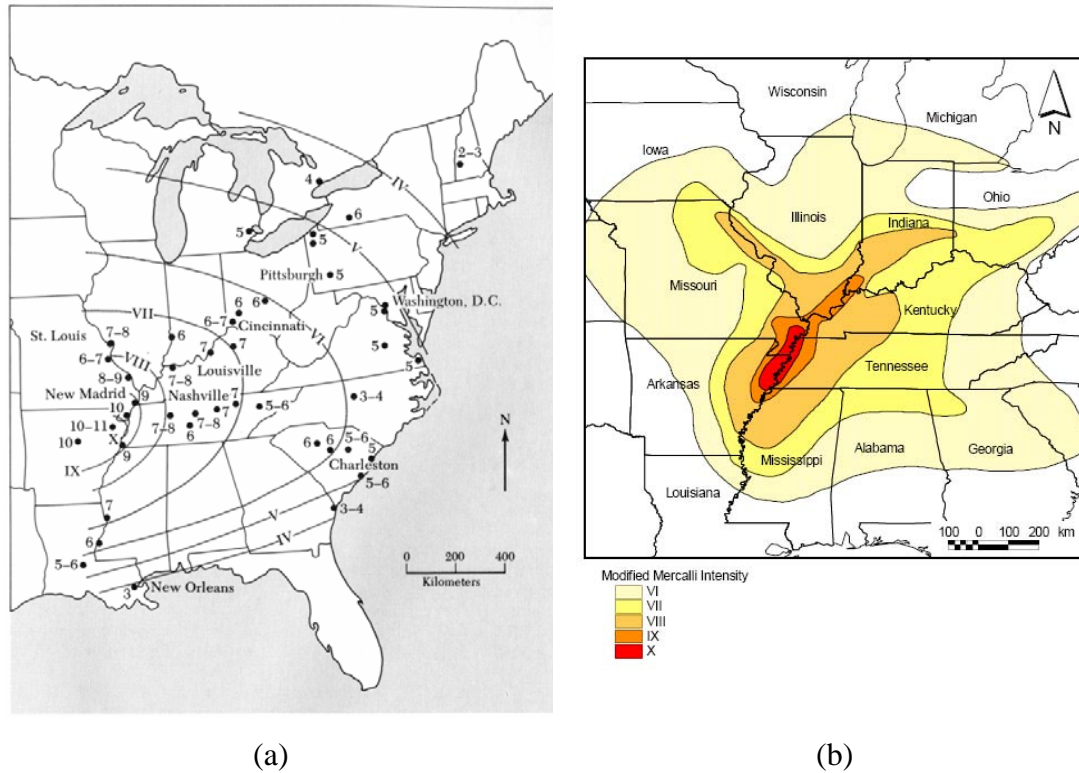 IV
2–3
4
6
5
5
V
Pittsburgh
5
Washington, D.C.
5
VI
6
6
VII
6–7
Cincinnati
St. Louis
7–8
6
7
5
VIII
6–7
7
Louisville
5
8–9
7–8
New Madrid
9
Nashville
7
3–4
10
7
5–6
10–11
7–8
7–8
6
6
6
5–6
X
10
9
5
Charleston
IX
5–6
V
3–4
7
IV
6
5–6
New Orleans
3
N
0 200 400
Kilometers
(a)
Wisconsin
Michigan
N
Iowa
Ohio
Illinois
Indiana
Missouri
Kentucky
Tennessee
Arkansas
Mississippi
Alabama
Georgia
Louisiana
100 0 100 200
km
Modified Mercalli Intensity
VI
VII
VIII
IX
X
(b)